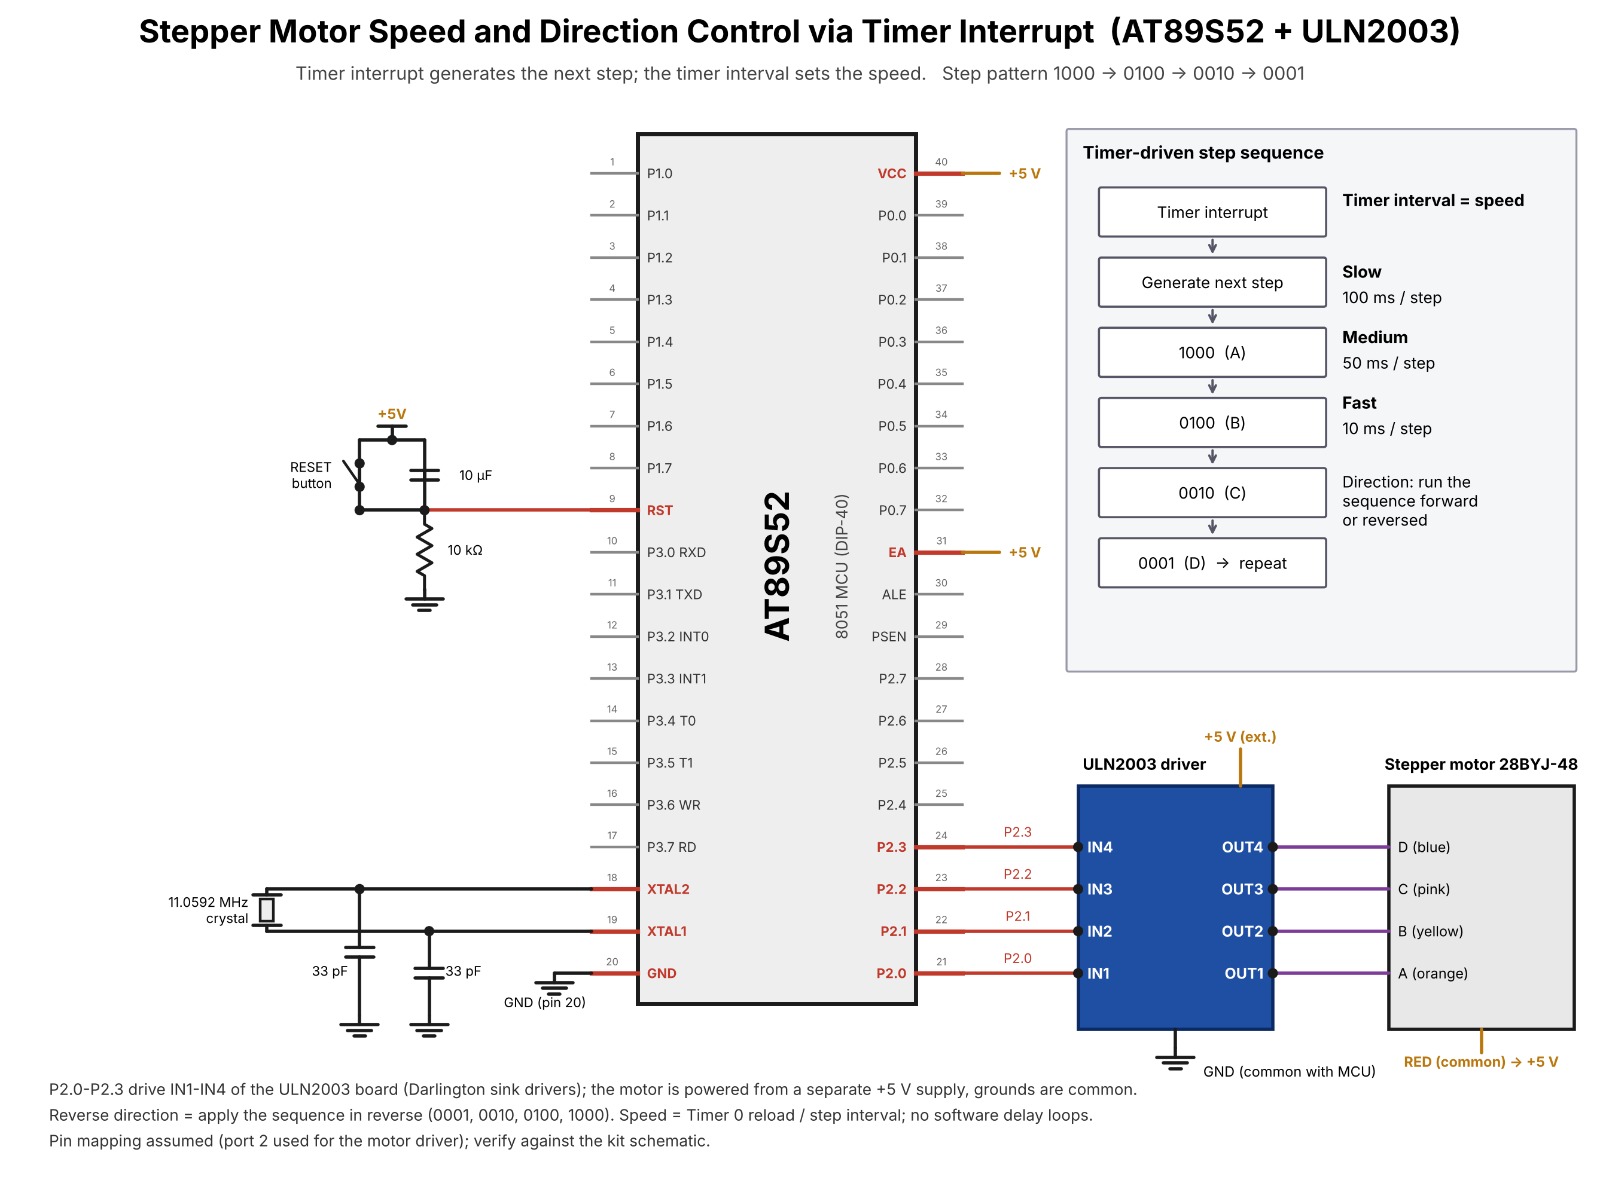 Stepper Motor Speed and Direction Control via Timer Interrupt (AT89S52 + ULN2003)
Timer interrupt generates the next step; the timer interval sets the speed. Step pattern 1000 → 0100 → 0010 → 0001
+5V
RESET
button
10 µF
10 kΩ
11.0592 MHz
crystal
33 pF
33 pF
GND (pin 20)
1
P1.0
2
P1.1
3
P1.2
4
P1.3
5
P1.4
6
P1.5
7
P1.6
8
P1.7
9
RST
10
P3.0 RXD
11
P3.1 TXD
12
P3.2 INT0
13
P3.3 INT1
14
P3.4 T0
15
P3.5 T1
16
P3.6 WR
17
P3.7 RD
18
XTAL2
19
XTAL1
20
GND
AT89S52
8051 MCU (DIP-40)
40
VCC
+5 V
39
P0.0
38
P0.1
37
P0.2
36
P0.3
35
P0.4
34
P0.5
33
P0.6
32
P0.7
31
EA
+5 V
30
ALE
29
PSEN
28
P2.7
27
P2.6
26
P2.5
25
P2.4
24
P2.3
P2.3
23
P2.2
P2.2
22
P2.1
P2.1
21
P2.0
P2.0
Timer-driven step sequence
Timer interrupt
Generate next step
1000 (A)
0100 (B)
0010 (C)
0001 (D) → repeat
Timer interval = speed
Slow
100 ms / step
Medium
50 ms / step
Fast
10 ms / step
Direction: run the
sequence forward
or reversed
+5 V (ext.)
ULN2003 driver
IN4
OUT4
IN3
OUT3
IN2
OUT2
IN1
OUT1
GND (common with MCU)
Stepper motor 28BYJ-48
D (blue)
C (pink)
B (yellow)
A (orange)
RED (common) → +5 V
P2.0-P2.3 drive IN1-IN4 of the ULN2003 board (Darlington sink drivers); the motor is powered from a separate +5 V supply, grounds are common.
Reverse direction = apply the sequence in reverse (0001, 0010, 0100, 1000). Speed = Timer 0 reload / step interval; no software delay loops.
Pin mapping assumed (port 2 used for the motor driver); verify against the kit schematic.